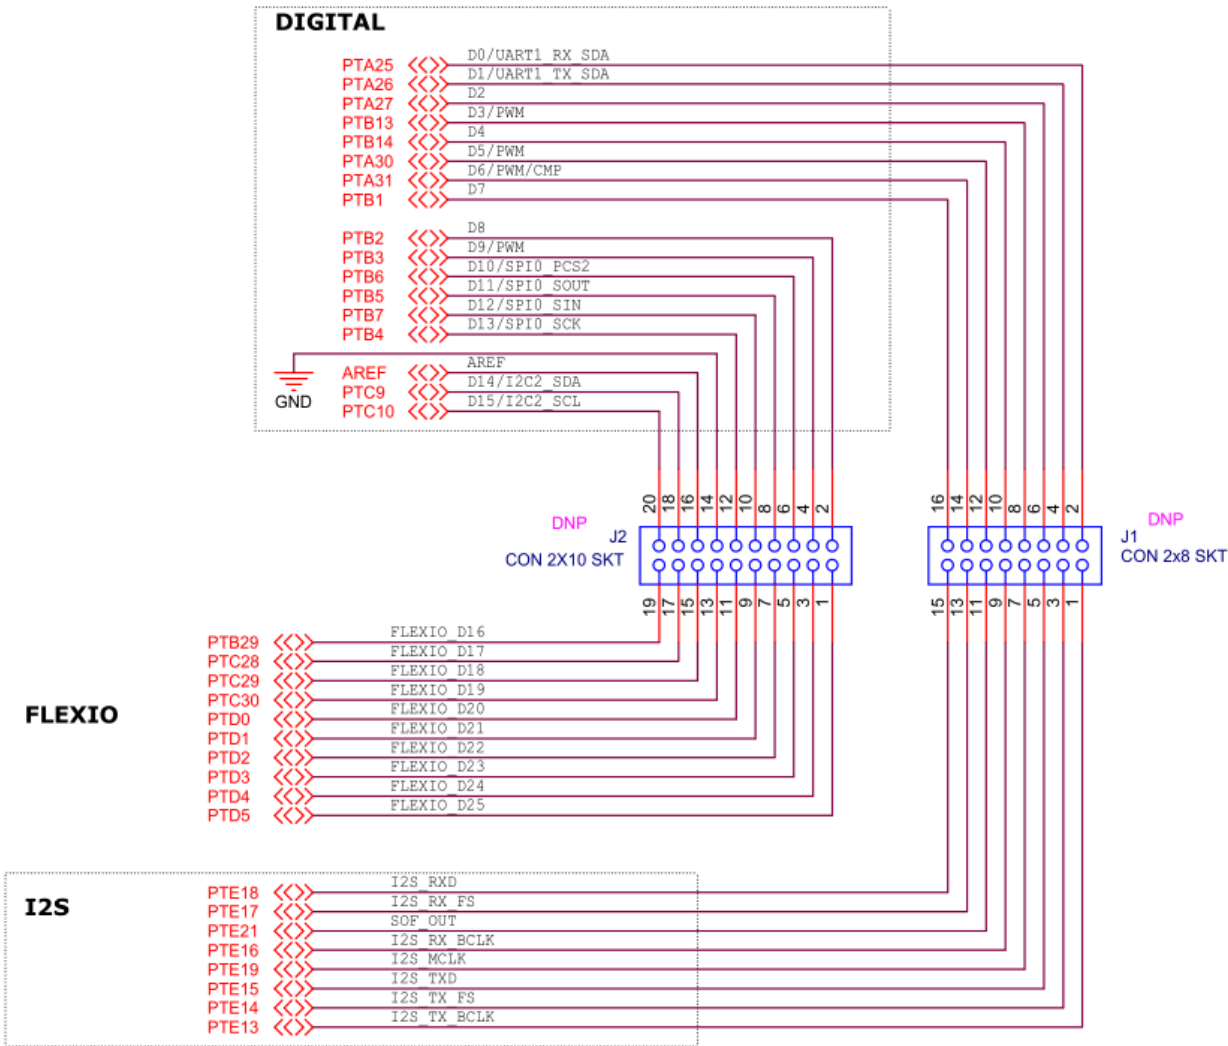 DIGITAL
PTA25 D0/UART1_RX_SDA
PTA26 D1/UART1_TX_SDA
PTA27 D2
PTB13 D3/PWM
PTB14 D4
PTA30 D5/PWM
PTA31 D6/PWM/CMP
PTB1 D7
PTB2 D8
PTB3 D9/PWM
PTB6 D10/SPI0_PCS2
PTB5 D11/SPI0_SOUT
PTB7 D12/SPI0_SIN
PTB4 D13/SPI0_SCK
AREF AREF
PTC9 D14/I2C2_SDA
GND
PTC10 D15/I2C2_SCL
20 18 16 14 12 10 8 6 4 2
16 14 12 10 8 6 4 2
DNP
J2
CON 2X10 SKT
DNP
J1
CON 2x8 SKT
19 17 15 13 11 9 7 5 3 1
15 13 11 9 7 5 3 1
FLEXIO
PTB29 FLEXIO_D16
PTC28 FLEXIO_D17
PTC29 FLEXIO_D18
PTC30 FLEXIO_D19
PTD0 FLEXIO_D20
PTD1 FLEXIO_D21
PTD2 FLEXIO_D22
PTD3 FLEXIO_D23
PTD4 FLEXIO_D24
PTD5 FLEXIO_D25
I2S
PTE18 I2S_RXD
PTE17 I2S_RX_FS
PTE21 SOF_OUT
PTE16 I2S_RX_BCLK
PTE19 I2S_MCLK
PTE15 I2S_TXD
PTE14 I2S_TX_FS
PTE13 I2S_TX_BCLK